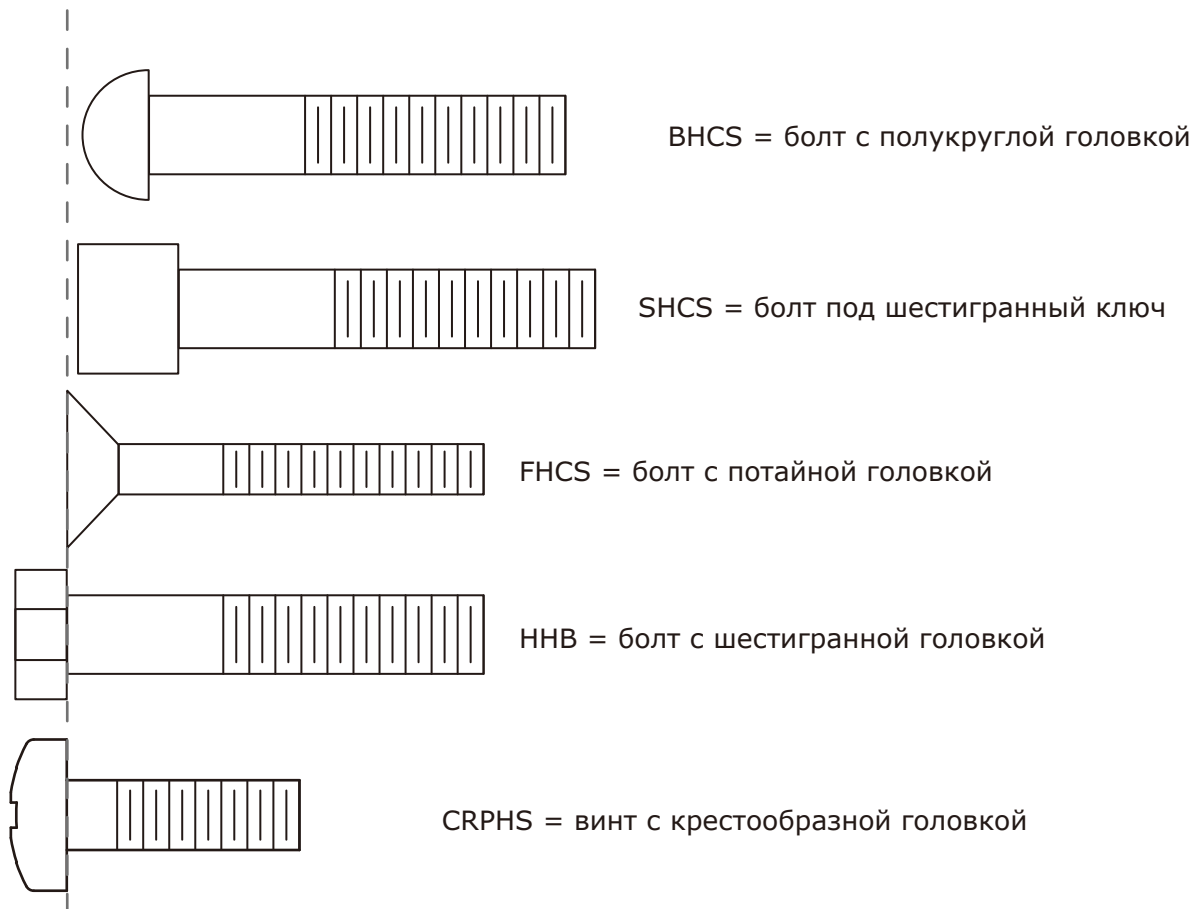 BHCS = болт с полукруглой головкой
SHCS = болт под шестигранный ключ
FHCS = болт с потайной головкой
HHB = болт с шестигранной головкой
CRPHS = винт с крестообразной головкой